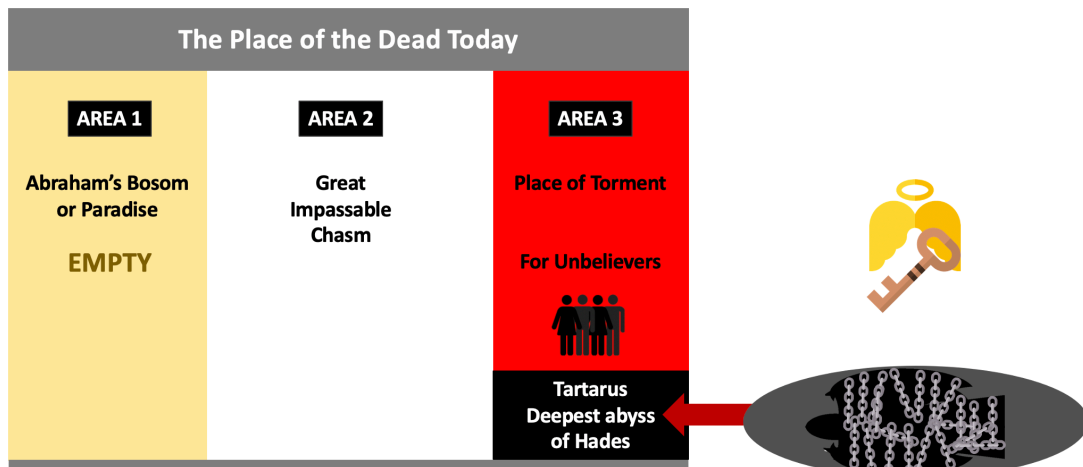 The Place of the Dead Today
AREA 1
Abraham's Bosom
or Paradise
EMPTY
AREA 2
Great
Impassable
Chasm
AREA 3
Place of Torment
For Unbelievers
Tartarus
Deepest abyss
of Hades